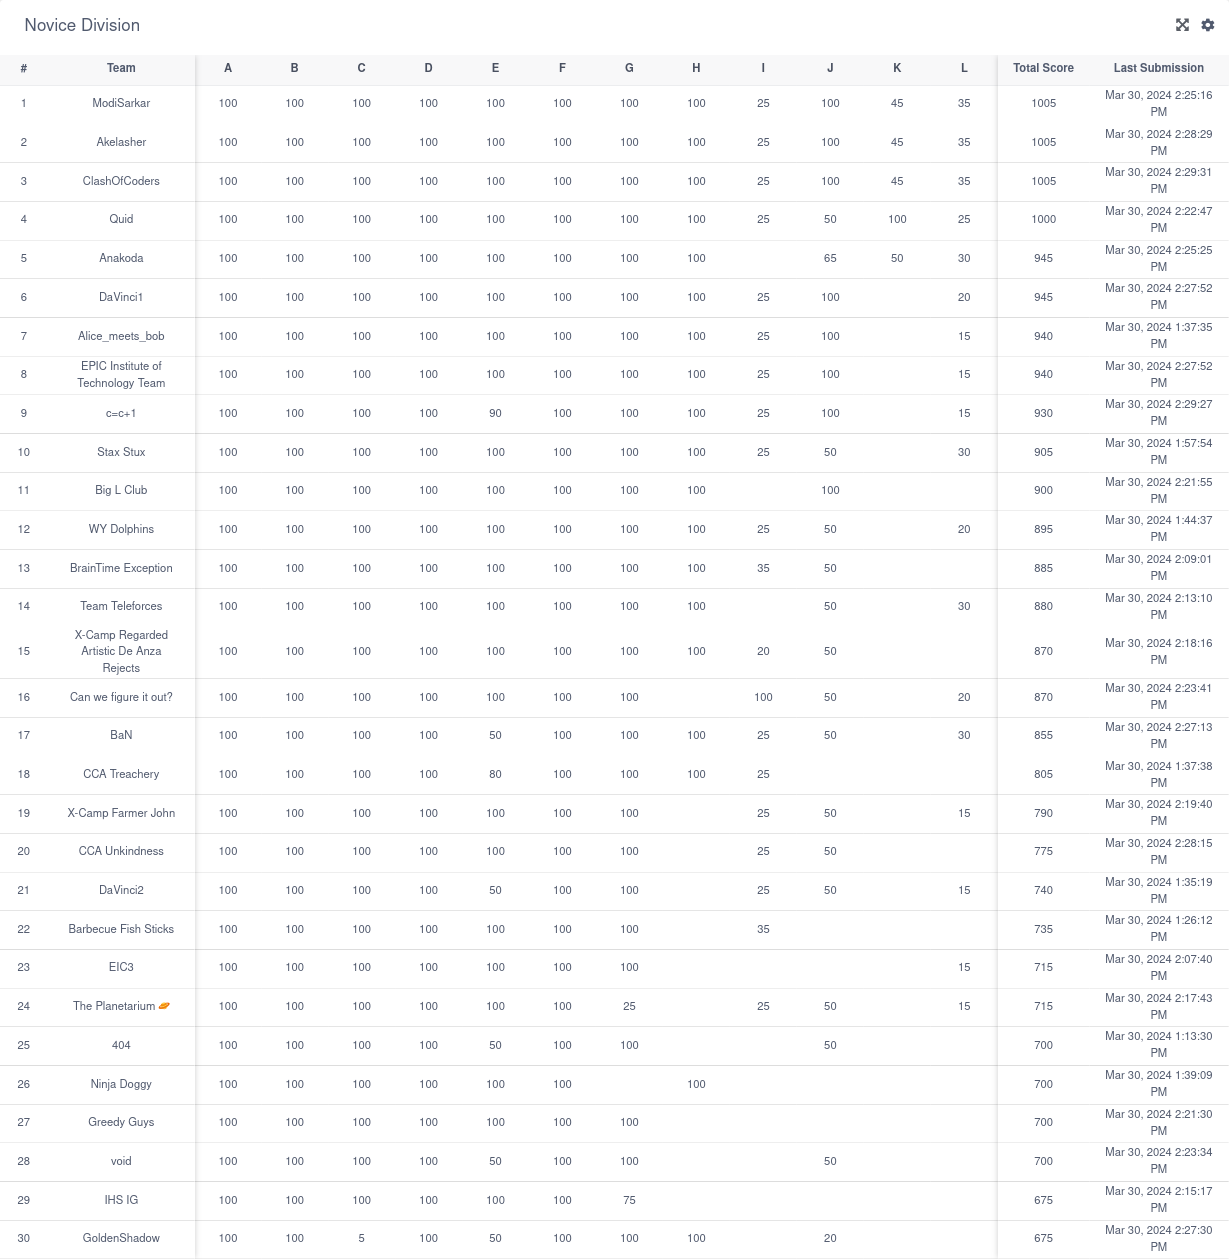 Novice Division
# Team A B C D E F G H I J K L Total Score Last Submission
1 ModiSarkar 100 100 100 100 100 100 100 100 25 100 45 35 1005 Mar 30, 2024 2:25:16 PM
2 Akelasher 100 100 100 100 100 100 100 100 25 100 45 35 1005 Mar 30, 2024 2:28:29 PM
3 ClashOfCoders 100 100 100 100 100 100 100 100 25 100 45 35 1005 Mar 30, 2024 2:29:31 PM
4 Quid 100 100 100 100 100 100 100 100 25 50 100 25 1000 Mar 30, 2024 2:22:47 PM
5 Anakoda 100 100 100 100 100 100 100 100 65 50 30 945 Mar 30, 2024 2:25:25 PM
6 DaVinci1 100 100 100 100 100 100 100 100 25 100 20 945 Mar 30, 2024 2:27:52 PM
7 Alice_meets_bob 100 100 100 100 100 100 100 100 25 100 15 940 Mar 30, 2024 1:37:35 PM
8 EPIC Institute of Technology Team 100 100 100 100 100 100 100 100 25 100 15 940 Mar 30, 2024 2:27:52 PM
9 c=c+1 100 100 100 100 90 100 100 100 25 100 15 930 Mar 30, 2024 2:29:27 PM
10 Stax Stux 100 100 100 100 100 100 100 100 25 50 30 905 Mar 30, 2024 1:57:54 PM
11 Big L Club 100 100 100 100 100 100 100 100 100 900 Mar 30, 2024 2:21:55 PM
12 WY Dolphins 100 100 100 100 100 100 100 100 25 50 20 895 Mar 30, 2024 1:44:37 PM
13 BrainTime Exception 100 100 100 100 100 100 100 100 35 50 885 Mar 30, 2024 2:09:01 PM
14 Team Teleforces 100 100 100 100 100 100 100 100 50 30 880 Mar 30, 2024 2:13:10 PM
15 X-Camp Regarded Artistic De Anza Rejects 100 100 100 100 100 100 100 100 20 50 870 Mar 30, 2024 2:18:16 PM
16 Can we figure it out? 100 100 100 100 100 100 100 100 50 20 870 Mar 30, 2024 2:23:41 PM
17 BaN 100 100 100 100 50 100 100 100 25 50 30 855 Mar 30, 2024 2:27:13 PM
18 CCA Treachery 100 100 100 100 80 100 100 100 25 805 Mar 30, 2024 1:37:38 PM
19 X-Camp Farmer John 100 100 100 100 100 100 100 25 50 15 790 Mar 30, 2024 2:19:40 PM
20 CCA Unkindness 100 100 100 100 100 100 100 25 50 775 Mar 30, 2024 2:28:15 PM
21 DaVinci2 100 100 100 100 50 100 100 25 50 15 740 Mar 30, 2024 1:35:19 PM
22 Barbecue Fish Sticks 100 100 100 100 100 100 100 35 735 Mar 30, 2024 1:26:12 PM
23 EIC3 100 100 100 100 100 100 100 15 715 Mar 30, 2024 2:07:40 PM
24 The Planetarium 100 100 100 100 100 100 25 25 50 15 715 Mar 30, 2024 2:17:43 PM
25 404 100 100 100 100 50 100 100 50 700 Mar 30, 2024 1:13:30 PM
26 Ninja Doggy 100 100 100 100 100 100 100 700 Mar 30, 2024 1:39:09 PM
27 Greedy Guys 100 100 100 100 100 100 100 700 Mar 30, 2024 2:21:30 PM
28 void 100 100 100 100 50 100 100 50 700 Mar 30, 2024 2:23:34 PM
29 IHS IG 100 100 100 100 100 100 75 675 Mar 30, 2024 2:15:17 PM
30 GoldenShadow 100 100 5 100 50 100 100 100 20 675 Mar 30, 2024 2:27:30 PM